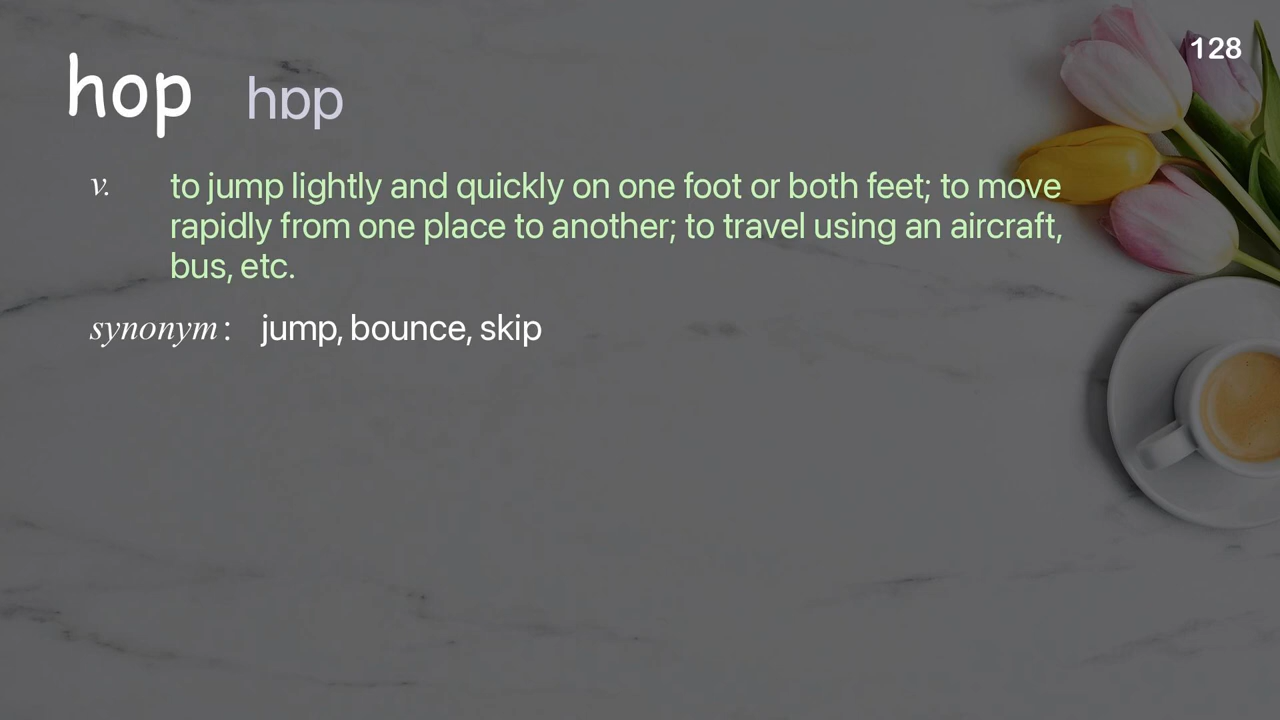 128
hop hɒp
v. to jump lightly and quickly on one foot or both feet; to move
rapidly from one place to another; to travel using an aircraft,
bus, etc.
synonym : jump, bounce, skip